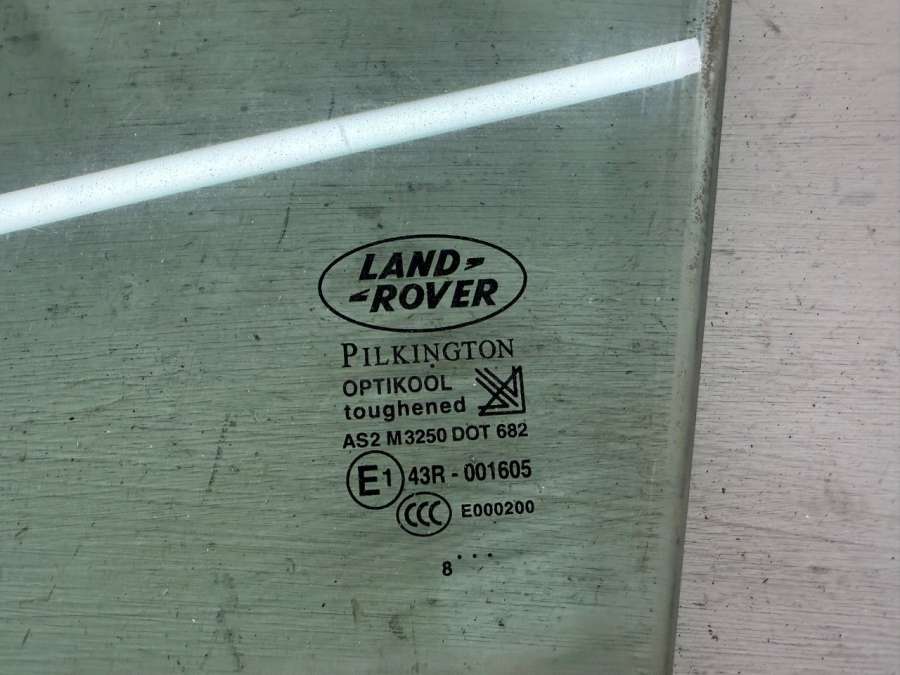 LAND
ROVER
PILKINGTON
OPTIKOOL
toughened
AS2 M3250 DOT 682
E1 43R - 001605
CCC E000200
8 . . .